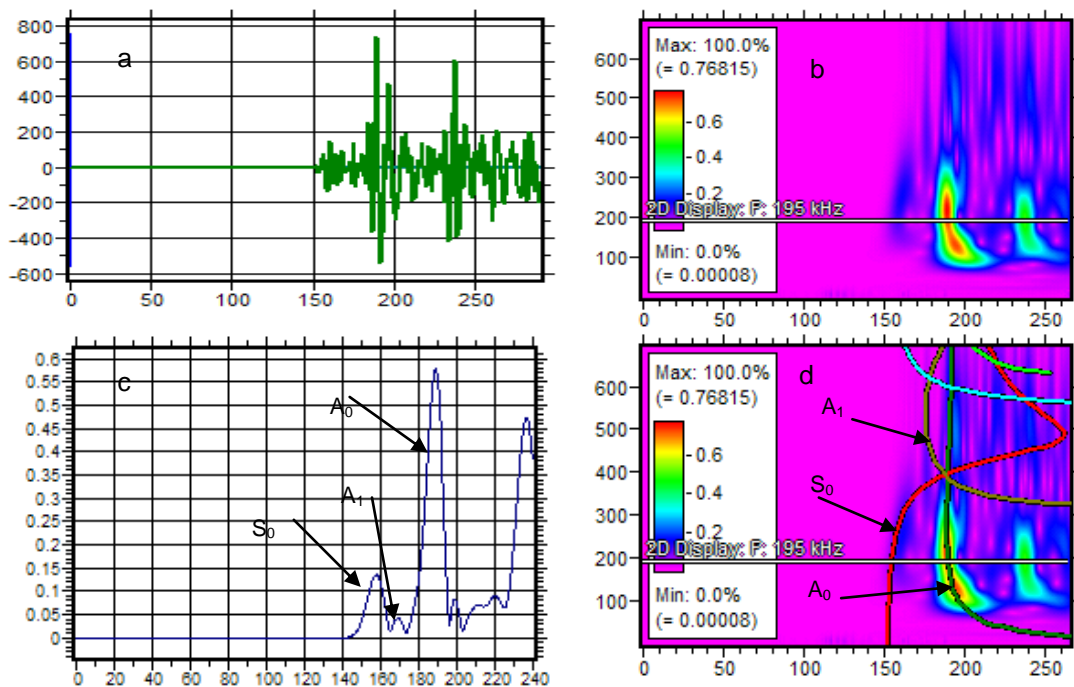 800
600
400
200
0
-200
-400
-600
a
0 50 100 150 200 250
Max: 100.0%
(= 0.76815)
b
600
500
400
300
200
100
- 0.6
- 0.4
- 0.2
2D Display: F: 195 kHz
Min: 0.0%
(= 0.00008)
0 50 100 150 200 250
0.6
0.55
0.5
0.45
0.4
0.35
0.3
0.25
0.2
0.15
0.1
0.05
0
c
A0
A1
S0
0 20 40 60 80 100 120 140 160 180 200 220 240
Max: 100.0%
(= 0.76815)
d
600
500
400
300
200
100
- 0.6
- 0.4
- 0.2
A1
S0
2D Display: F: 195 kHz
A0
Min: 0.0%
(= 0.00008)
0 50 100 150 200 250